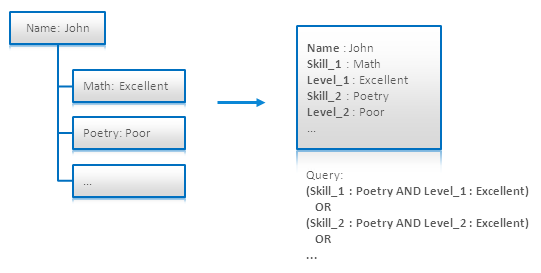 Name: John
Math: Excellent
Poetry: Poor
...
Name : John
Skill_1 : Math
Level_1 : Excellent
Skill_2 : Poetry
Level_2 : Poor
...
Query:
(Skill_1 : Poetry AND Level_1 : Excellent)
OR
(Skill_2 : Poetry AND Level_2 : Excellent)
OR
...